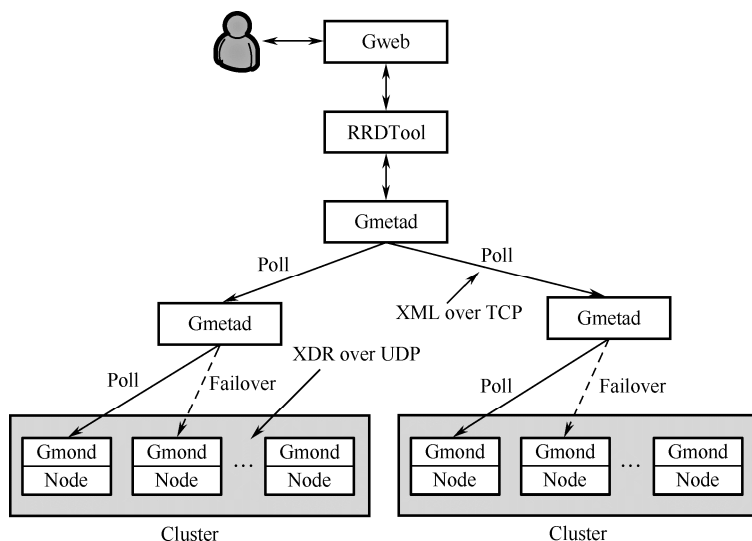 Gweb
RRDTool
Gmetad
Poll
Poll
XML over TCP
Gmetad
Gmetad
XDR over UDP
Poll
Failover
Poll
Failover
Gmond
Node
Gmond
Node
...
Gmond
Node
Cluster
Gmond
Node
Gmond
Node
...
Gmond
Node
Cluster